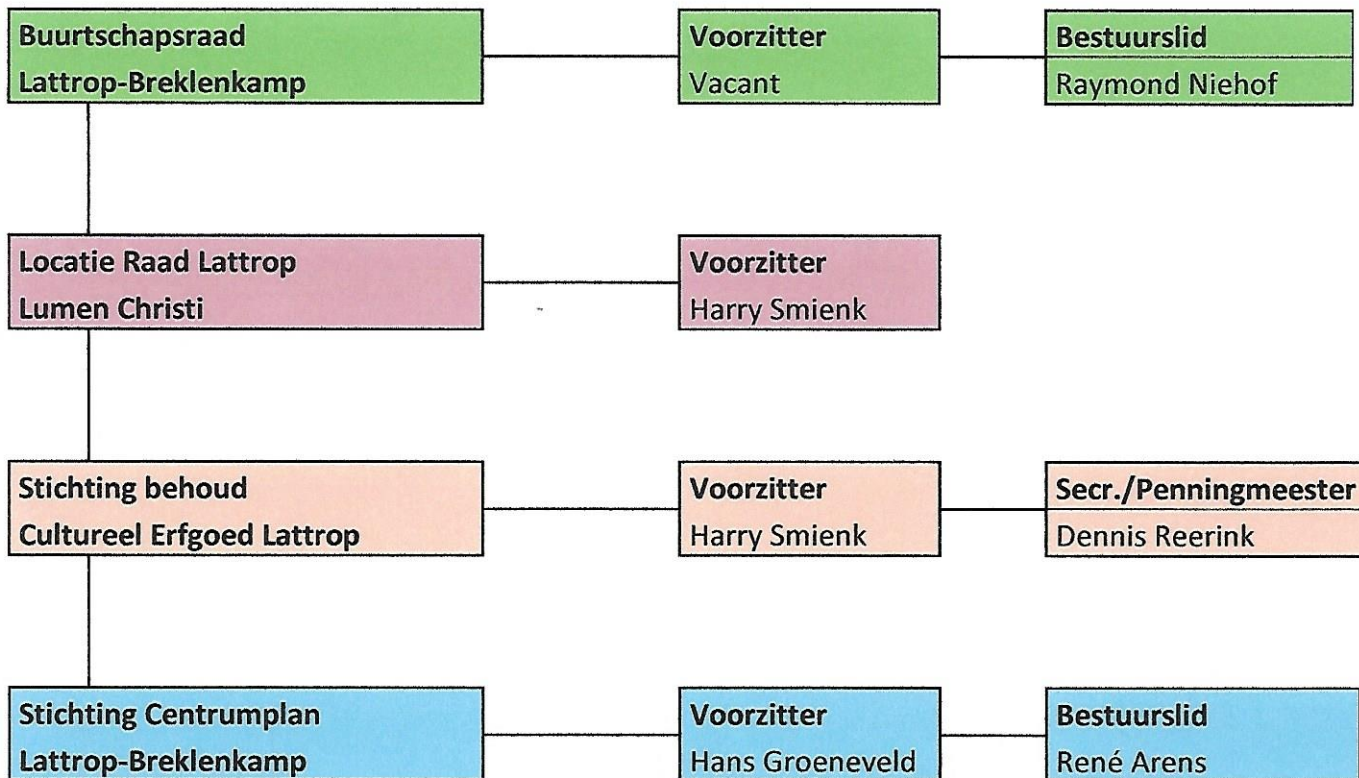 Buurtschapsraad
Lattrop-Breklenkamp
Voorzitter
Vacant
Bestuurslid
Raymond Niehof
Locatie Raad Lattrop
Lumen Christi
Voorzitter
Harry Smienk
Stichting behoud
Cultureel Erfgoed Lattrop
Voorzitter
Harry Smienk
Secr./Penningmeester
Dennis Reerink
Stichting Centrumplan
Lattrop-Breklenkamp
Voorzitter
Hans Groeneveld
Bestuurslid
René Arens